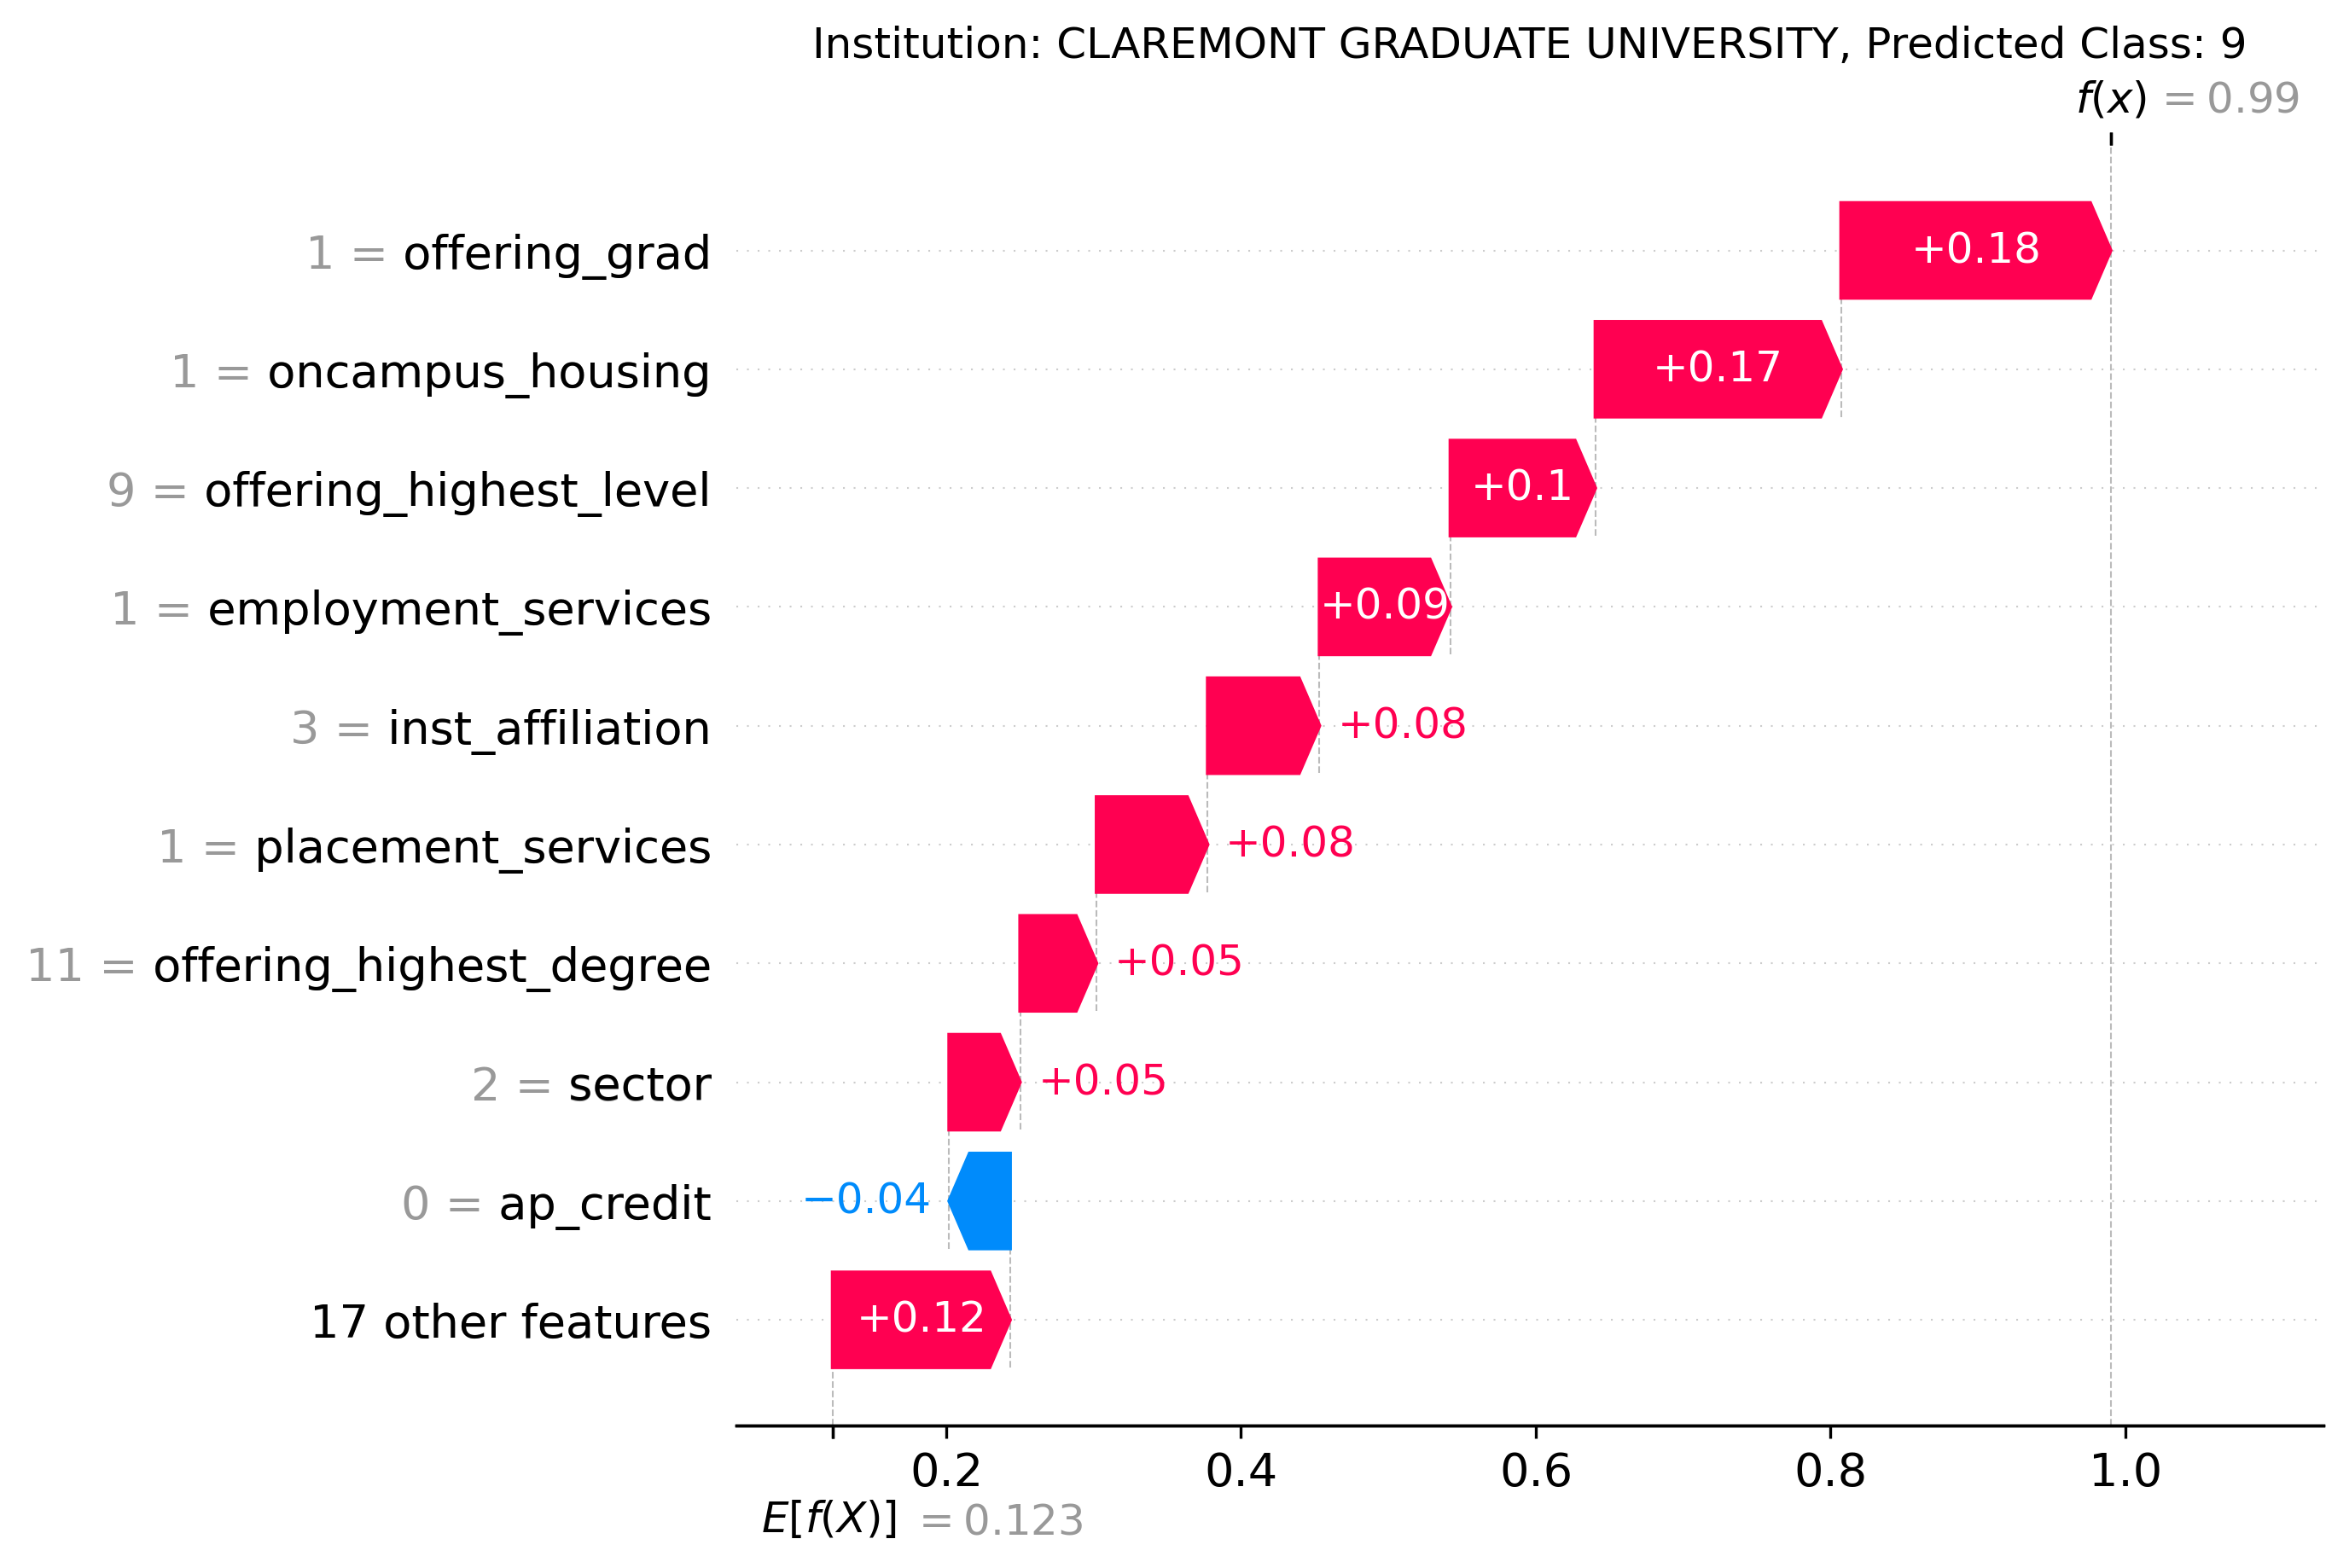 Institution: CLAREMONT GRADUATE UNIVERSITY, Predicted Class: 9
f(x) = 0.99
1 = offering_grad +0.18
1 = oncampus_housing +0.17
9 = offering_highest_level +0.1
1 = employment_services +0.09
3 = inst_affiliation +0.08
1 = placement_services +0.08
11 = offering_highest_degree +0.05
2 = sector +0.05
0 = ap_credit −0.04
17 other features +0.12
0.2 0.4 0.6 0.8 1.0
E[f(X)] = 0.123